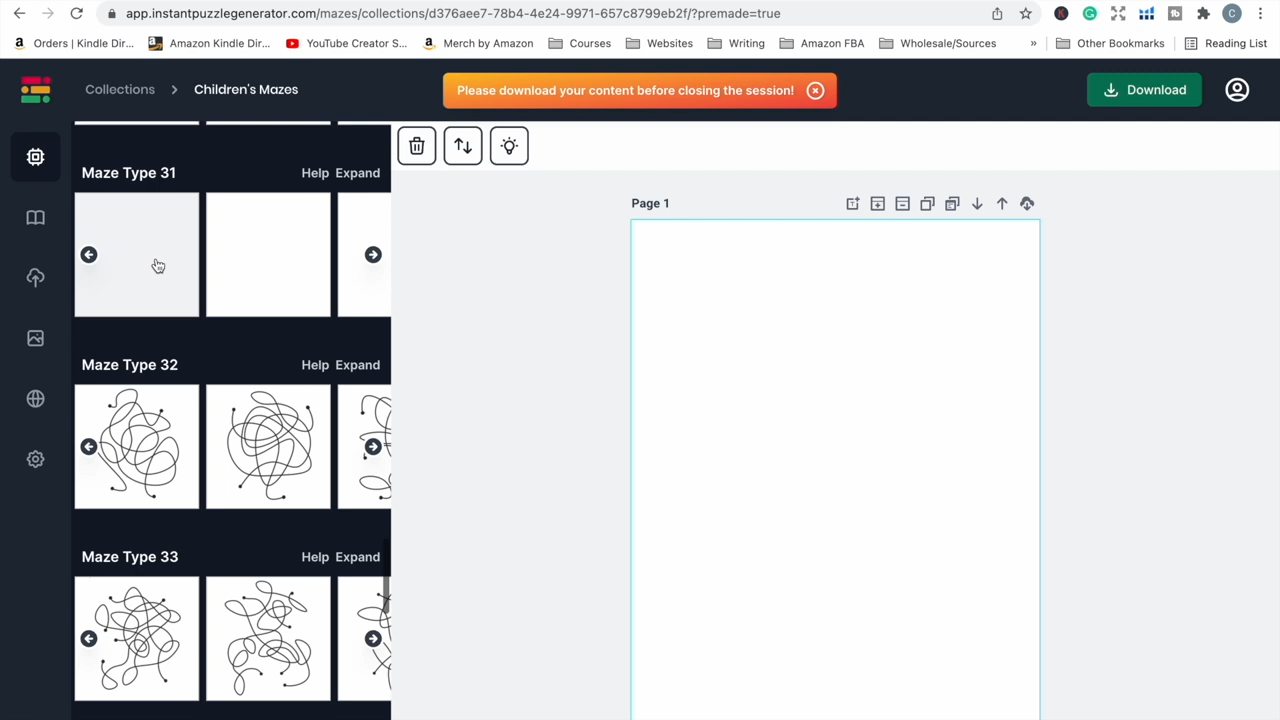 app.instantpuzzlegenerator.com/mazes/collections/d376aee7-78b4-4e24-9971-657c8799eb2f/?premade=true
Orders | Kindle Dir... Amazon Kindle Dir... YouTube Creator S... Merch by Amazon Courses Websites Writing Amazon FBA Wholesale/Sources » Other Bookmarks Reading List
Collections Children's Mazes Please download your content before closing the session! Download
Maze Type 31 Help Expand
Page 1
Maze Type 32 Help Expand
Maze Type 33 Help Expand